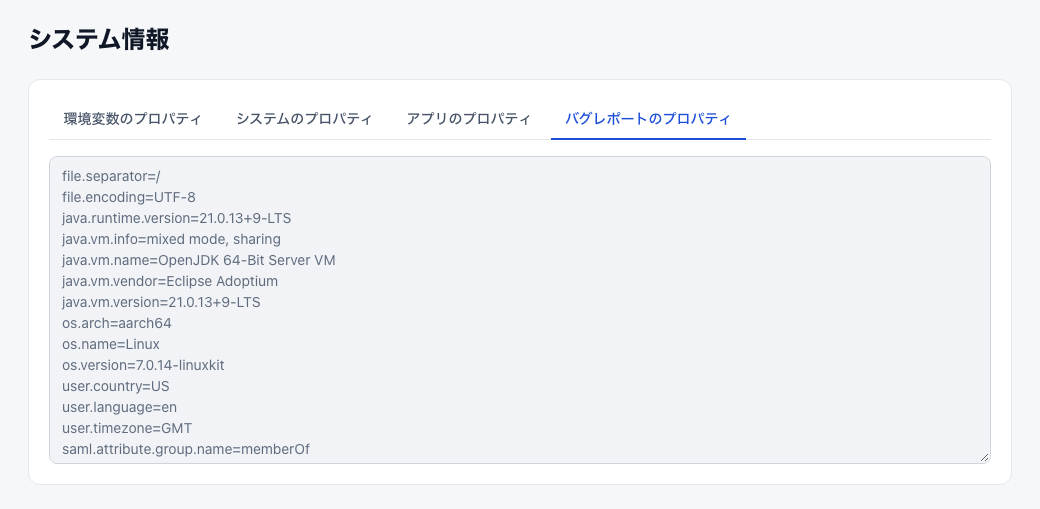 システム情報
環境変数のプロパティ システムのプロパティ アプリのプロパティ バグレポートのプロパティ
file.separator=/
file.encoding=UTF-8
java.runtime.version=21.0.13+9-LTS
java.vm.info=mixed mode, sharing
java.vm.name=OpenJDK 64-Bit Server VM
java.vm.vendor=Eclipse Adoptium
java.vm.version=21.0.13+9-LTS
os.arch=aarch64
os.name=Linux
os.version=7.0.14-linuxkit
user.country=US
user.language=en
user.timezone=GMT
saml.attribute.group.name=memberOf